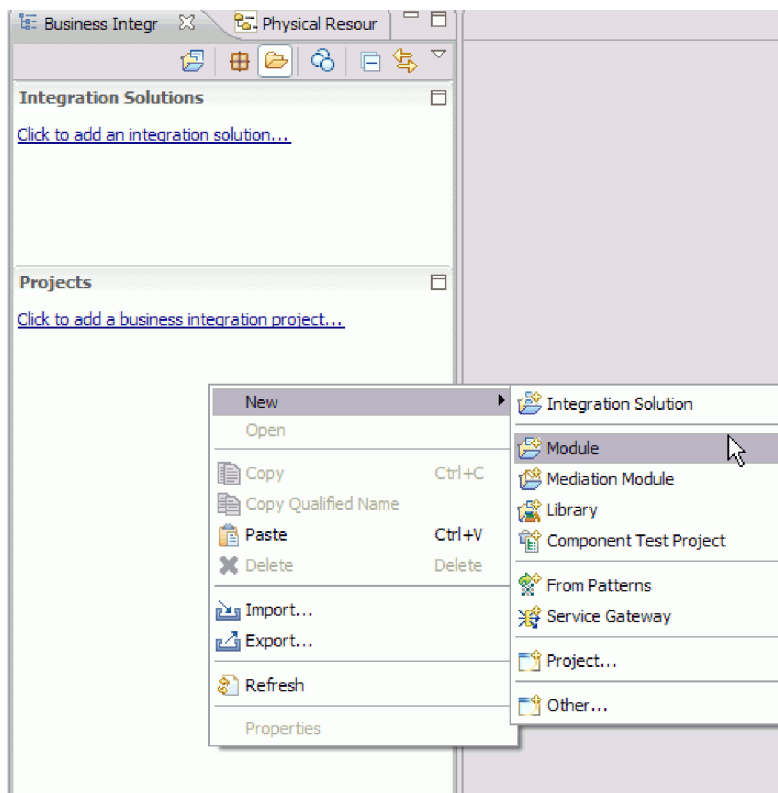 Business Integr
Physical Resour
Integration Solutions
Click to add an integration solution...
Projects
Click to add a business integration project...
New
Open
Copy Ctrl+C
Copy Qualified Name
Paste Ctrl+V
Delete Delete
Import...
Export...
Refresh
Properties
Integration Solution
Module
Mediation Module
Library
Component Test Project
From Patterns
Service Gateway
Project...
Other...